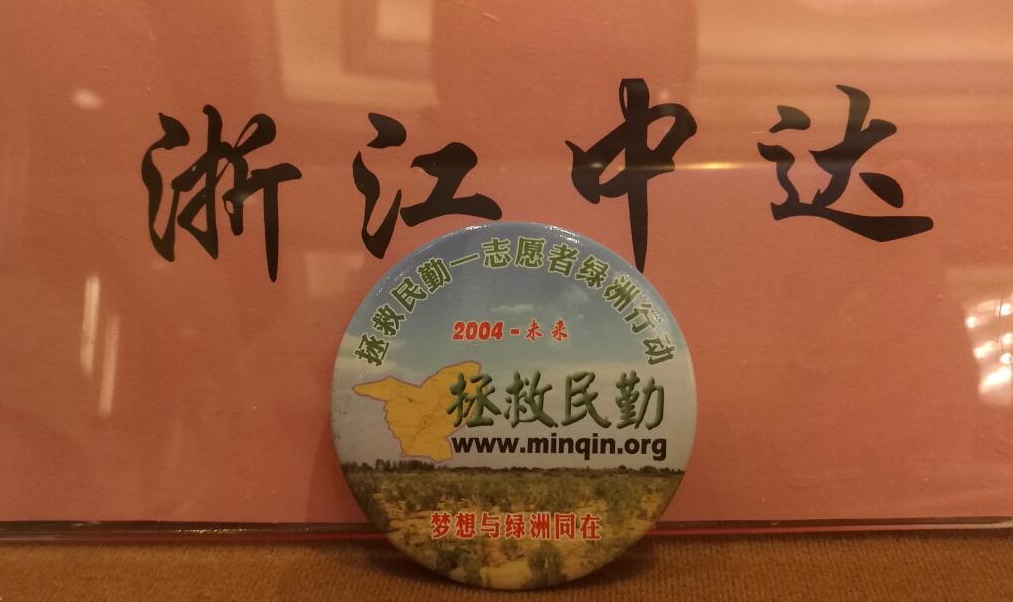 浙江中达
拯救民勤—志愿者绿洲行动
2004-未来
拯救民勤
www.minqin.org
梦想与绿洲同在